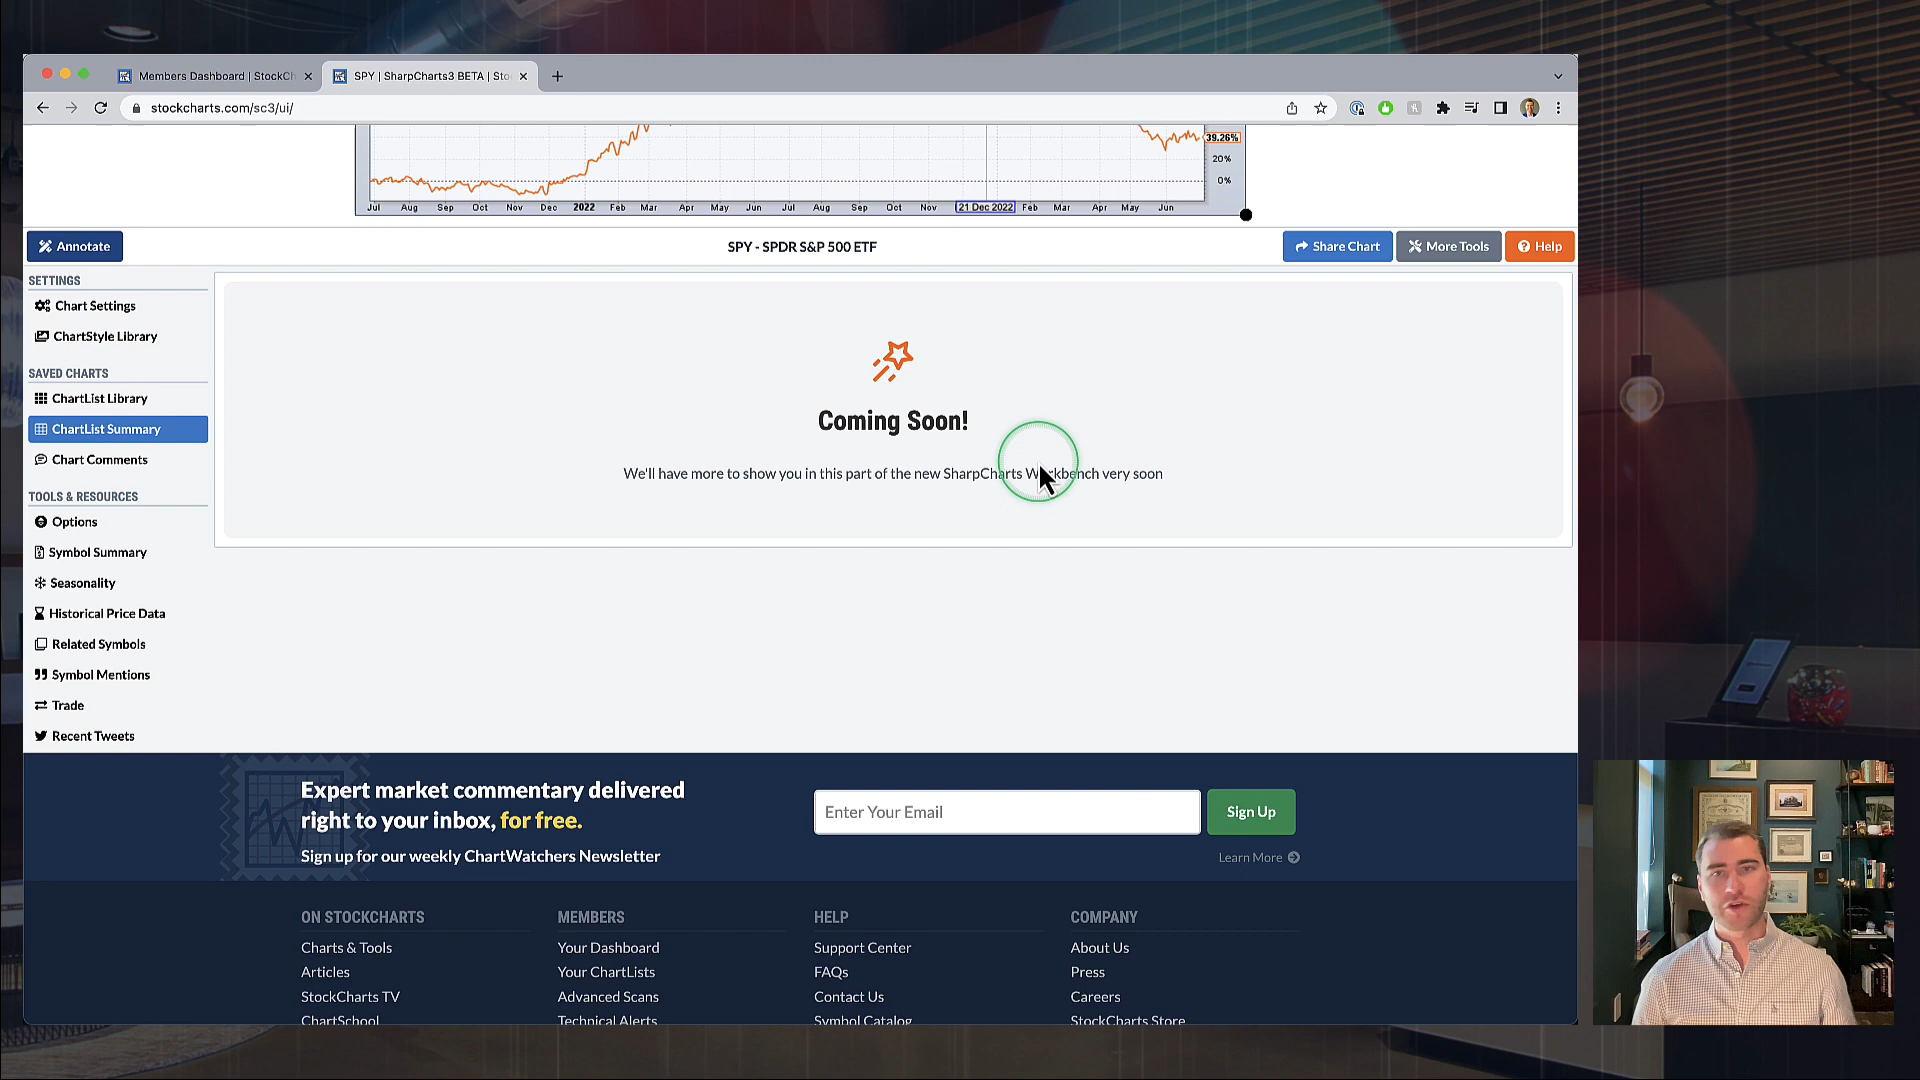 Members Dashboard | StockCh
SPY | SharpCharts3 BETA | Sto
stockcharts.com/sc3/ui/
39.26%
20%
0%
Jul Aug Sep Oct Nov Dec 2022 Feb Mar Apr May Jun Jul Aug Sep Oct Nov 21 Dec 2022 Feb Mar Apr May Jun
Annotate
SPY - SPDR S&P 500 ETF
Share Chart
More Tools
Help
SETTINGS
Chart Settings
ChartStyle Library
SAVED CHARTS
ChartList Library
ChartList Summary
Chart Comments
TOOLS & RESOURCES
Options
Symbol Summary
Seasonality
Historical Price Data
Related Symbols
Symbol Mentions
Trade
Recent Tweets
Coming Soon!
We'll have more to show you in this part of the new SharpCharts Workbench very soon
Expert market commentary delivered
right to your inbox, for free.
Sign up for our weekly ChartWatchers Newsletter
Enter Your Email
Sign Up
Learn More
ON STOCKCHARTS
Charts & Tools
Articles
StockCharts TV
ChartSchool
MEMBERS
Your Dashboard
Your ChartLists
Advanced Scans
Technical Alerts
HELP
Support Center
FAQs
Contact Us
Symbol Catalog
COMPANY
About Us
Press
Careers
StockCharts Store